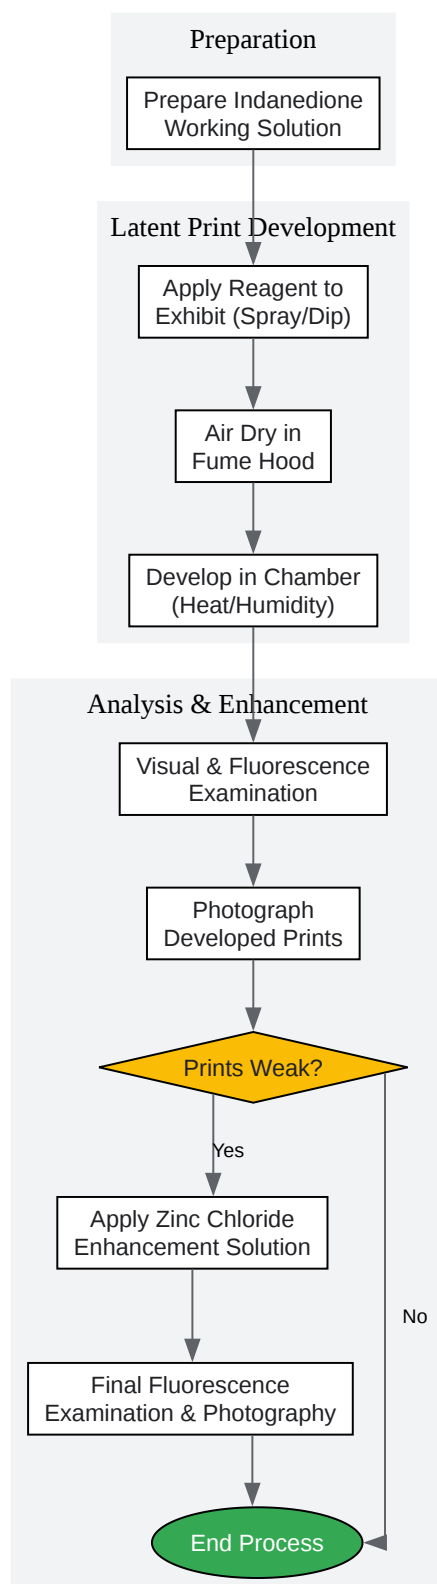 Preparation
Prepare Indanedione
Working Solution
Latent Print Development
Apply Reagent to
Exhibit (Spray/Dip)
Air Dry in
Fume Hood
Develop in Chamber
(Heat/Humidity)
Analysis & Enhancement
Visual & Fluorescence
Examination
Photograph
Developed Prints
Prints Weak?
Yes
Apply Zinc Chloride
Enhancement Solution
No
Final Fluorescence
Examination & Photography
End Process